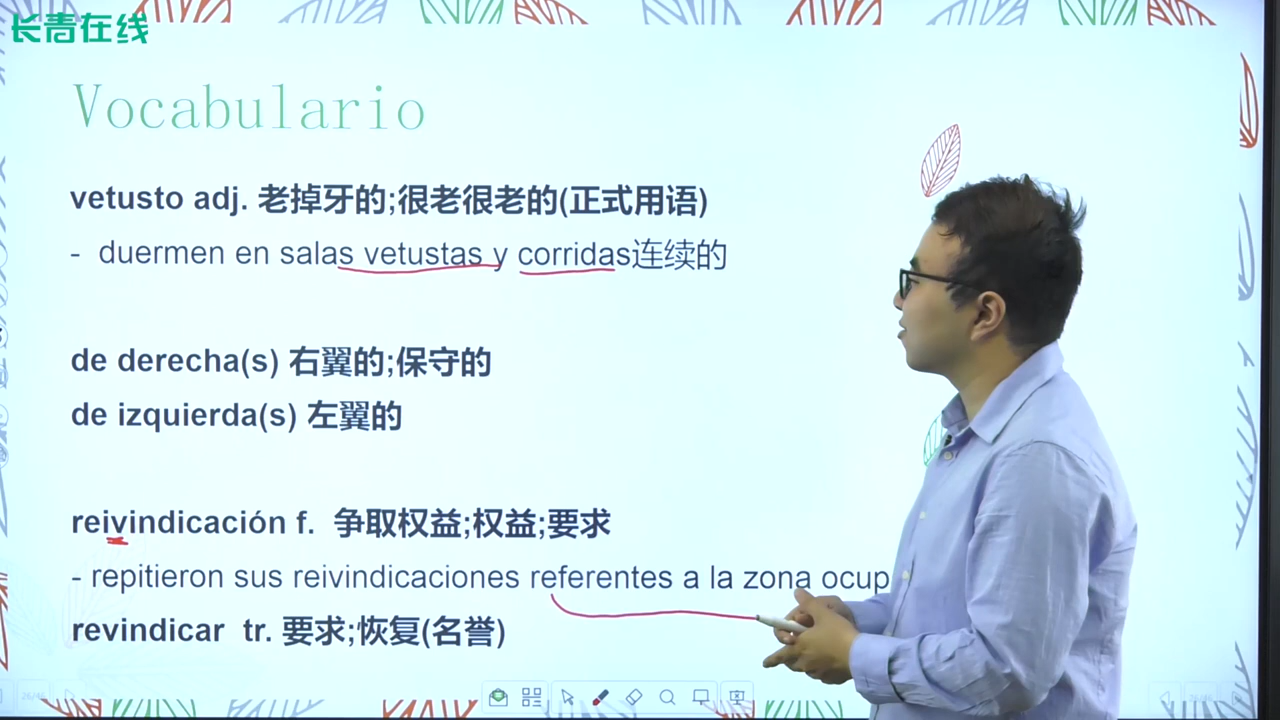 长青在线
Vocabulario
vetusto adj. 老掉牙的;很老很老的(正式用语)
- duermen en salas vetustas y corridas连续的
de derecha(s) 右翼的;保守的
de izquierda(s) 左翼的
reivindicación f. 争取权益;权益;要求
- repitieron sus reivindicaciones referentes a la zona ocup
revindicar tr. 要求;恢复(名誉)